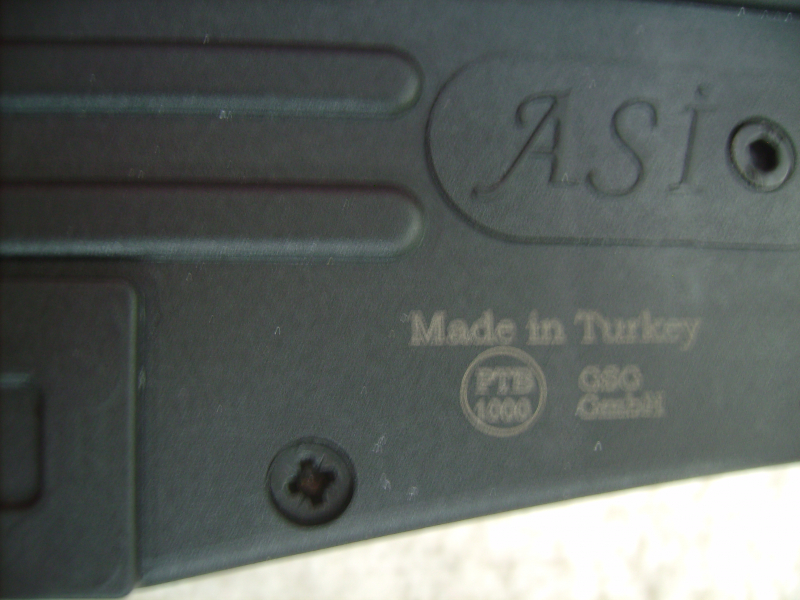 ASİ
Made in Turkey
PTB
1000
GSG
GmbH